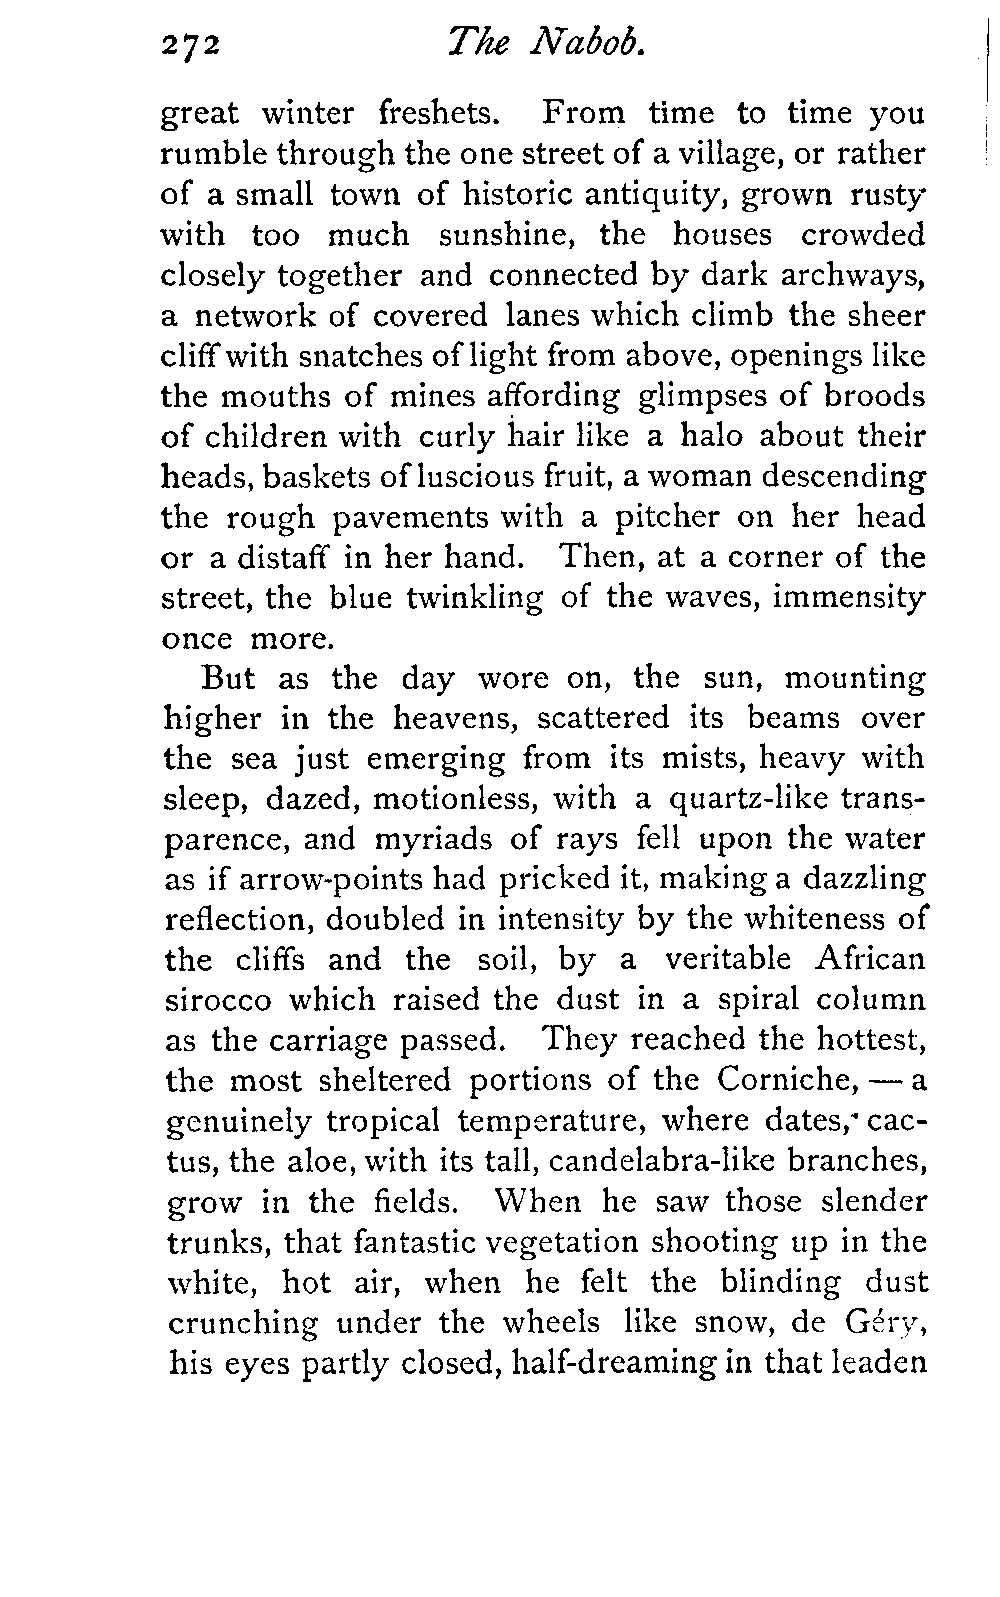 272 The Nabob.
great winter freshets. From time to time you
rumble through the one street of a village, or rather
of a small town of historic antiquity, grown rusty
with too much sunshine, the houses crowded
closely together and connected by dark archways,
a network of covered lanes which climb the sheer
cliff with snatches of light from above, openings like
the mouths of mines affording glimpses of broods
of children with curly hair like a halo about their
heads, baskets of luscious fruit, a woman descending
the rough pavements with a pitcher on her head
or a distaff in her hand. Then, at a corner of the
street, the blue twinkling of the waves, immensity
once more.
But as the day wore on, the sun, mounting
higher in the heavens, scattered its beams over
the sea just emerging from its mists, heavy with
sleep, dazed, motionless, with a quartz-like trans-
parence, and myriads of rays fell upon the water
as if arrow-points had pricked it, making a dazzling
reflection, doubled in intensity by the whiteness of
the cliffs and the soil, by a veritable African
sirocco which raised the dust in a spiral column
as the carriage passed. They reached the hottest,
the most sheltered portions of the Corniche, — a
genuinely tropical temperature, where dates, cac-
tus, the aloe, with its tall, candelabra-like branches,
grow in the fields. When he saw those slender
trunks, that fantastic vegetation shooting up in the
white, hot air, when he felt the blinding dust
crunching under the wheels like snow, de Géry,
his eyes partly closed, half-dreaming in that leaden